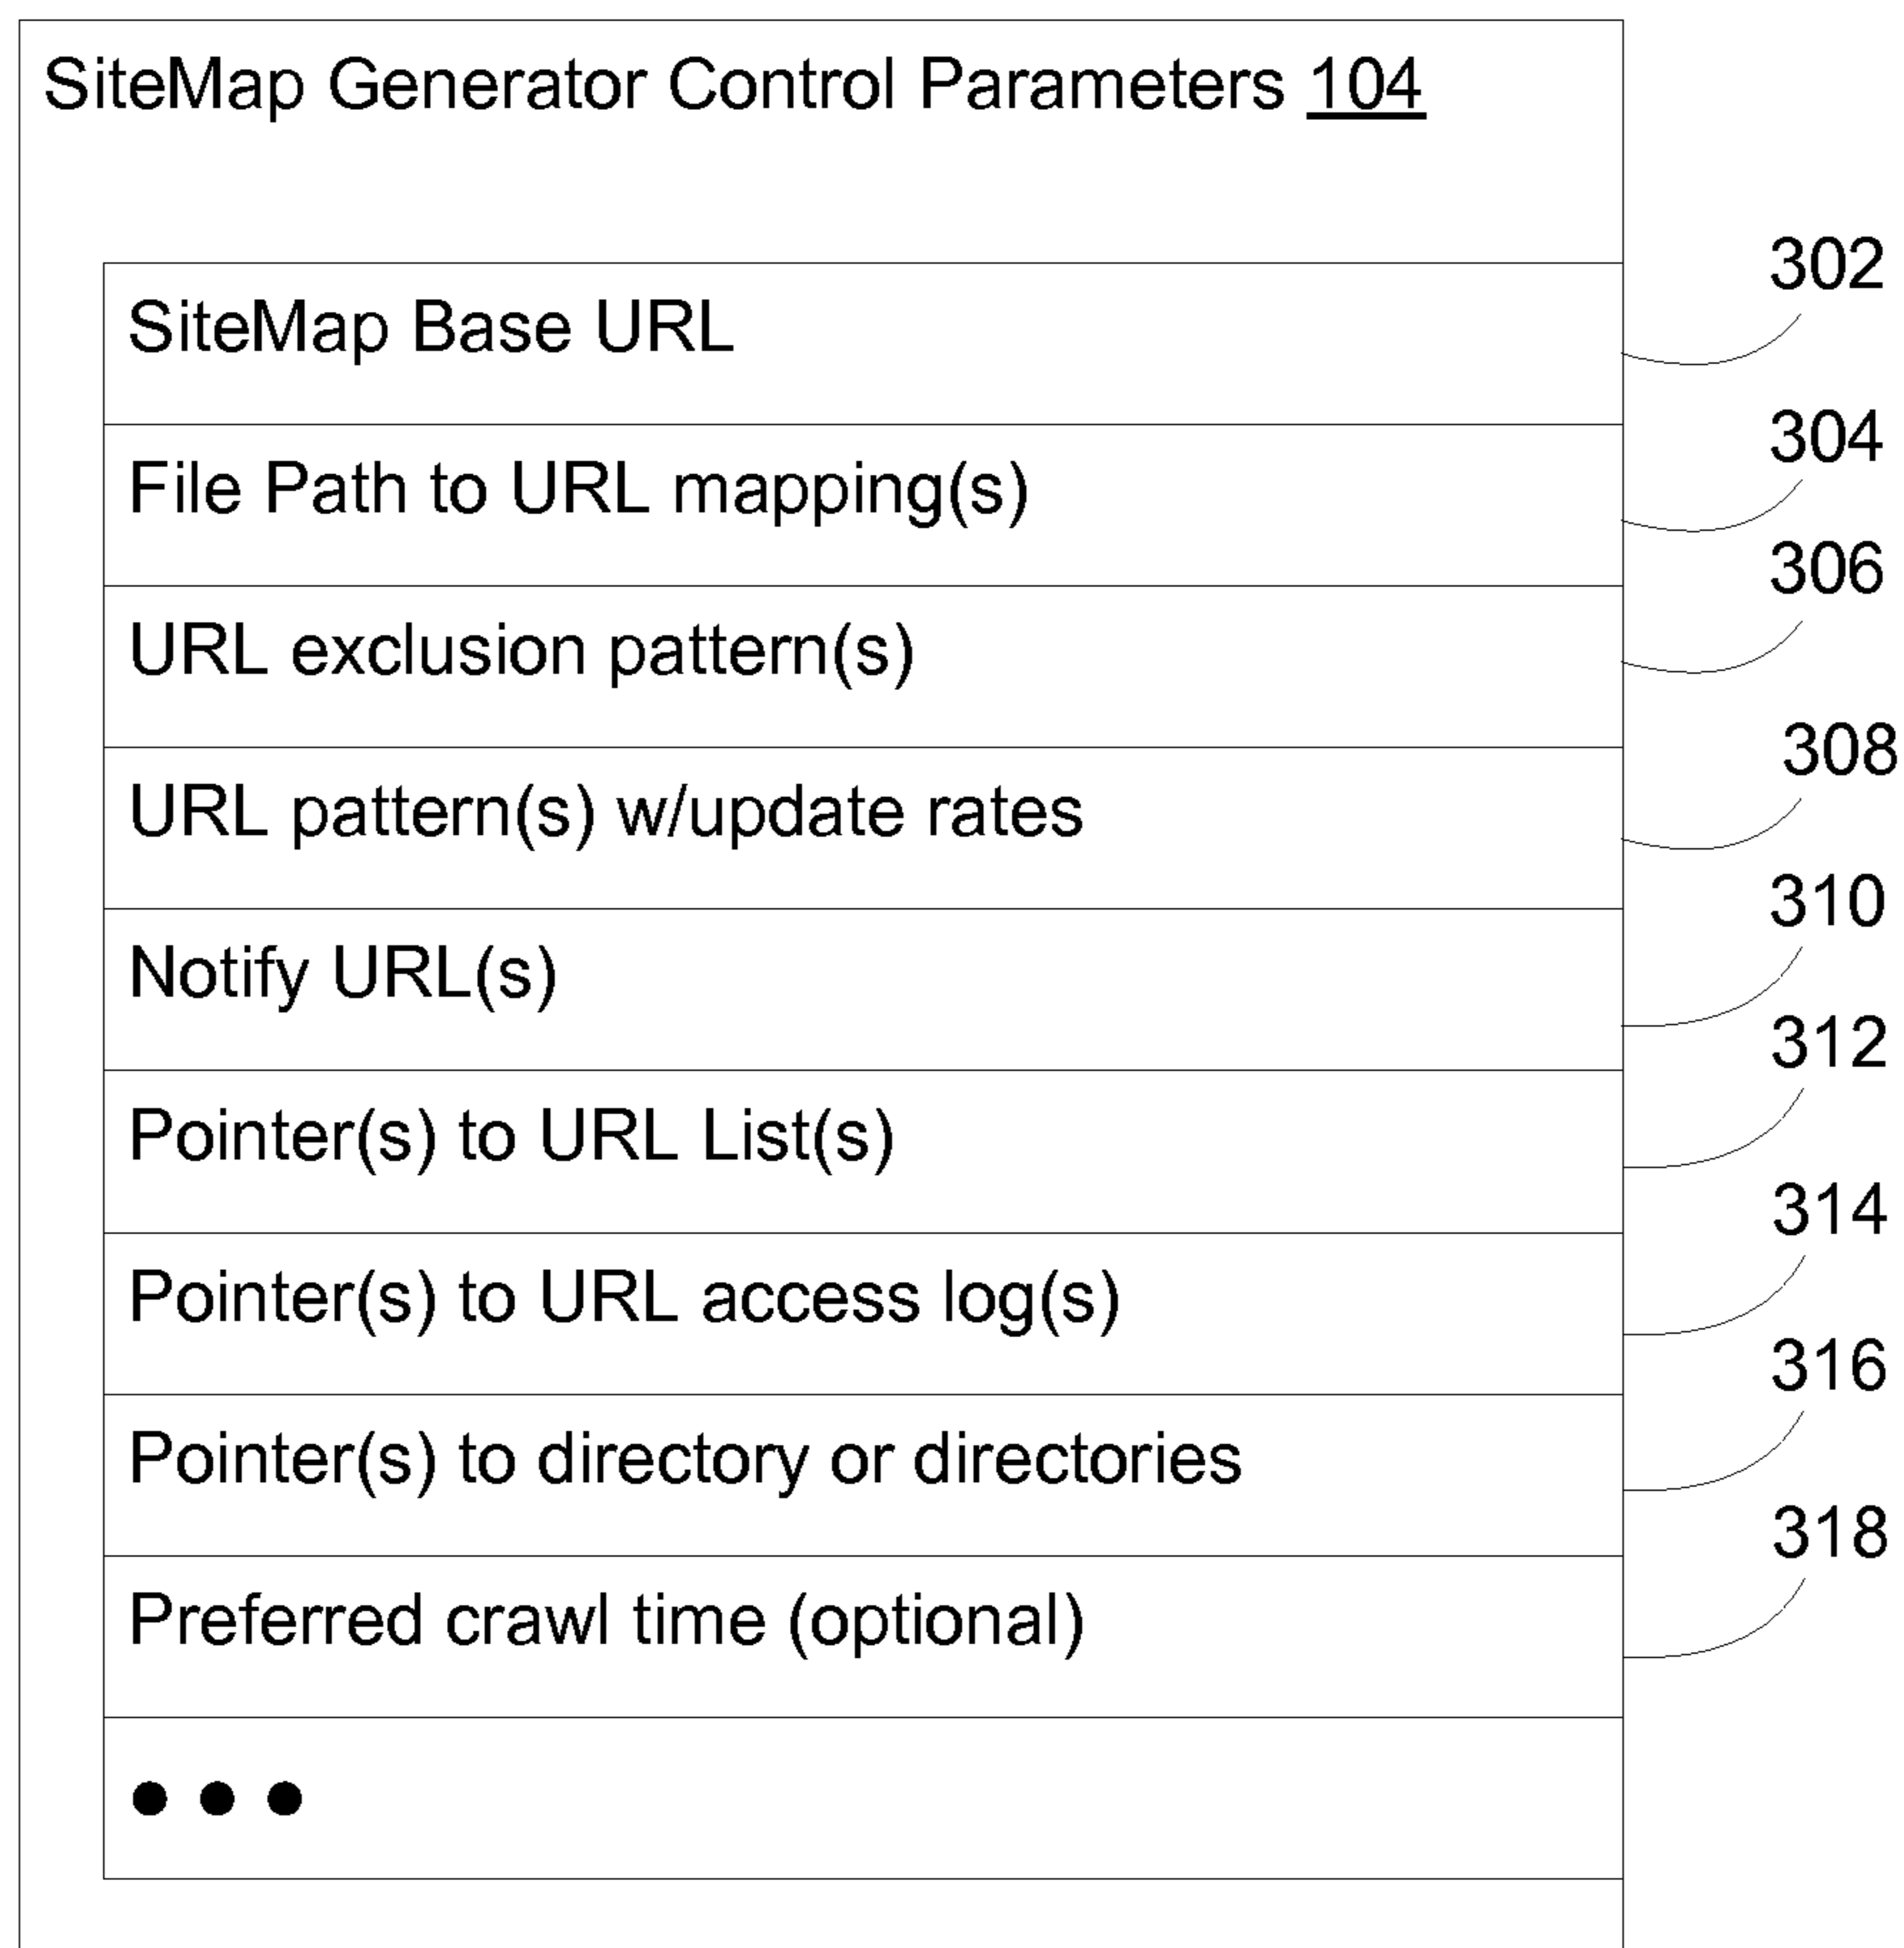 SiteMap Generator Control Parameters 104
302
SiteMap Base URL
304
File Path to URL mapping(s)
306
URL exclusion pattern(s)
308
URL pattern(s) w/update rates
310
Notify URL(s)
312
Pointer(s) to URL List(s)
314
Pointer(s) to URL access log(s)
316
Pointer(s) to directory or directories
318
Preferred crawl time (optional)
● ● ●